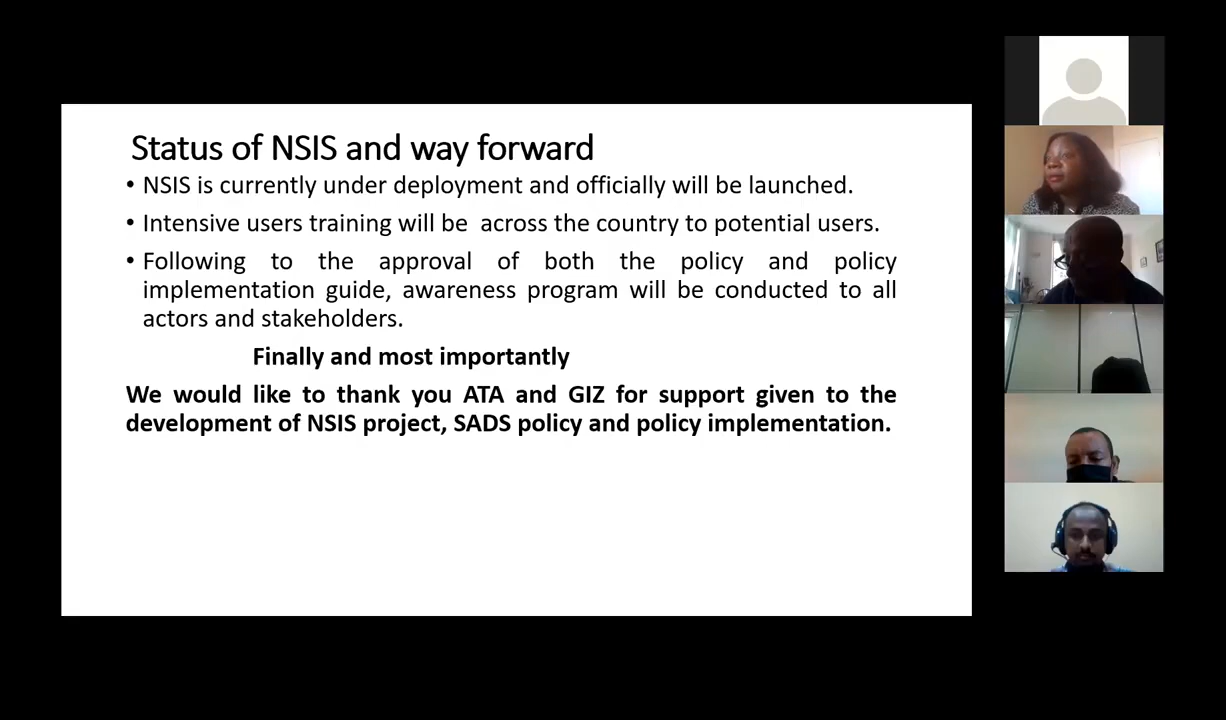 Status of NSIS and way forward
• NSIS is currently under deployment and officially will be launched.
• Intensive users training will be  across the country to potential users.
• Following to the approval of both the policy and policy
implementation guide, awareness program will be conducted to all
actors and stakeholders.
Finally and most importantly
We would like to thank you ATA and GIZ for support given to the
development of NSIS project, SADS policy and policy implementation.